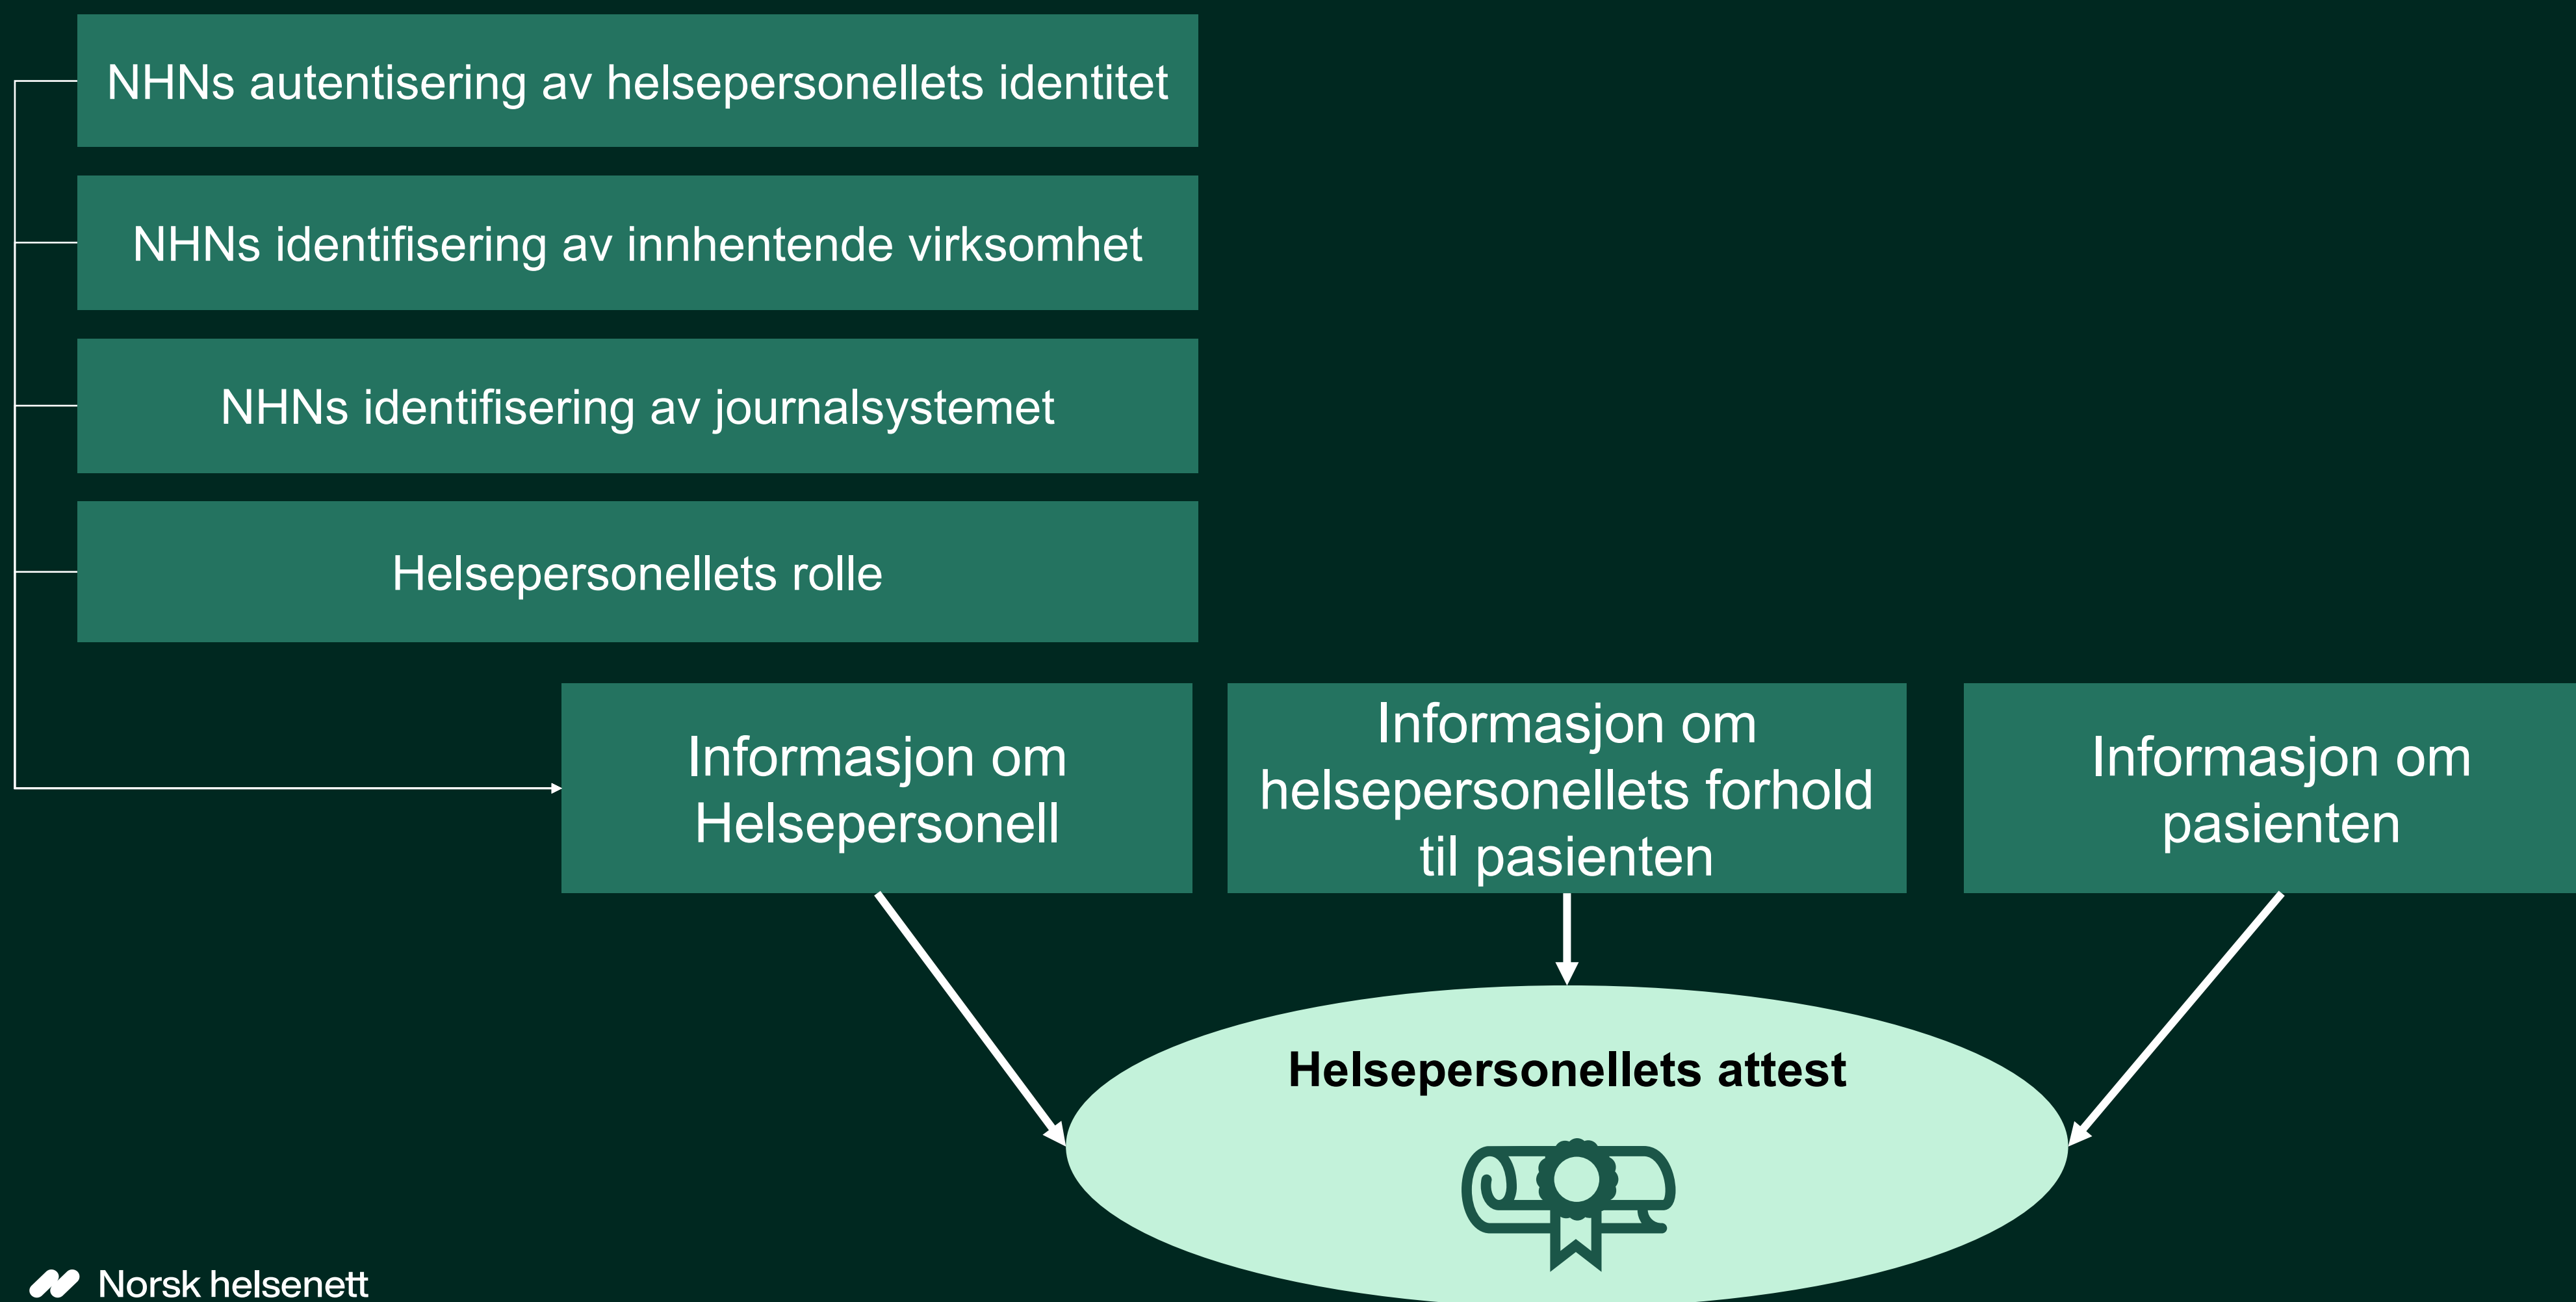 NHNs autentisering av helsepersonellets identitet
NHNs identifisering av innhentende virksomhet
NHNs identifisering av journalsystemet
Helsepersonellets rolle
Informasjon om
Helsepersonell
Informasjon om
helsepersonellets forhold
til pasienten
Informasjon om
pasienten
Helsepersonellets attest
Norsk helsenett